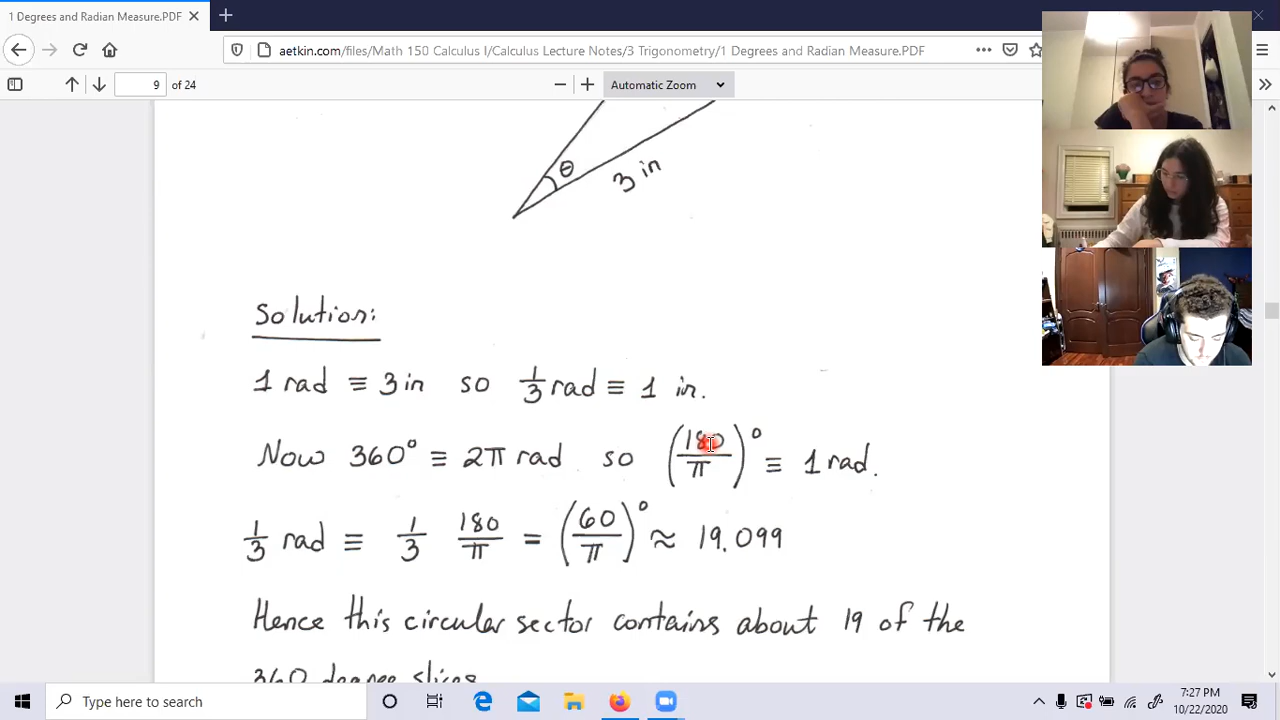 1 Degrees and Radian Measure.PDF
aetkin.com/files/Math 150 Calculus I/Calculus Lecture Notes/3 Trigonometry/1 Degrees and Radian Measure.PDF
9 of 24
Automatic Zoom
θ
3 in
Solution:
1 rad ≡ 3 in so 1/3 rad ≡ 1 in.
Now 360° ≡ 2π rad so (180/π)° ≡ 1 rad.
1/3 rad ≡ 1/3 180/π = (60/π)° ≈ 19.099
Hence this circular sector contains about 19 of the
360 degree slices
Type here to search
7:27 PM
10/22/2020